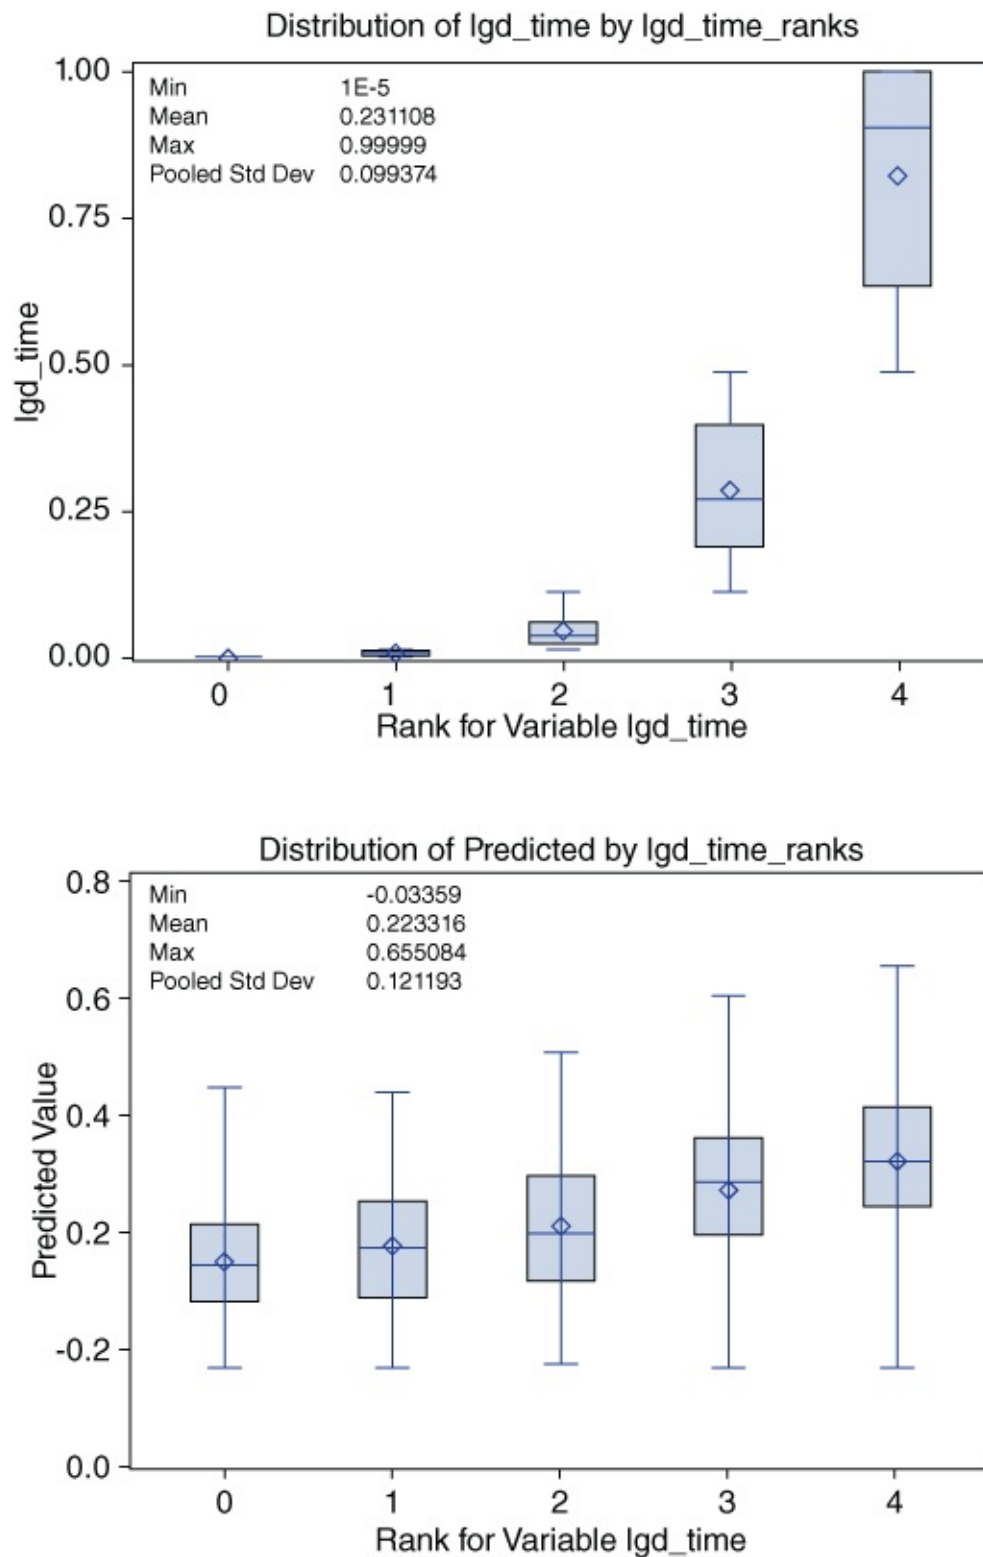 Distribution of lgd_time by lgd_time_ranks
Min 1E-5
Mean 0.231108
Max 0.99999
Pooled Std Dev 0.099374
1.00
0.75
0.50
0.25
0.00
lgd_time
0 1 2 3 4
Rank for Variable lgd_time
Distribution of Predicted by lgd_time_ranks
Min -0.03359
Mean 0.223316
Max 0.655084
Pooled Std Dev 0.121193
0.8
0.6
0.4
0.2
-0.2
0.0
Predicted Value
0 1 2 3 4
Rank for Variable lgd_time